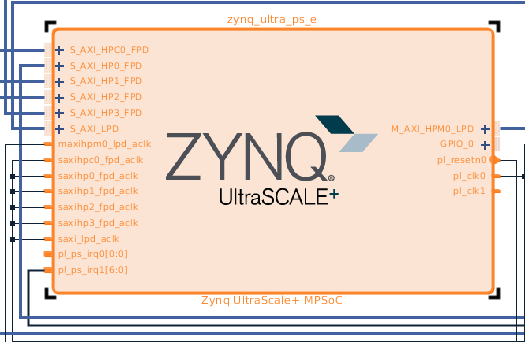 zynq_ultra_ps_e
S_AXI_HPC0_FPD
S_AXI_HP0_FPD
S_AXI_HP1_FPD
S_AXI_HP2_FPD
S_AXI_HP3_FPD
S_AXI_LPD
maxihpm0_lpd_aclk
saxihpc0_fpd_aclk
saxihp0_fpd_aclk
saxihp1_fpd_aclk
saxihp2_fpd_aclk
saxihp3_fpd_aclk
saxi_lpd_aclk
pl_ps_irq0[0:0]
pl_ps_irq1[6:0]
ZYNQ®
UltraSCALE+
M_AXI_HPM0_LPD
GPIO_0
pl_resetn0
pl_clk0
pl_clk1
Zynq UltraScale+ MPSoC